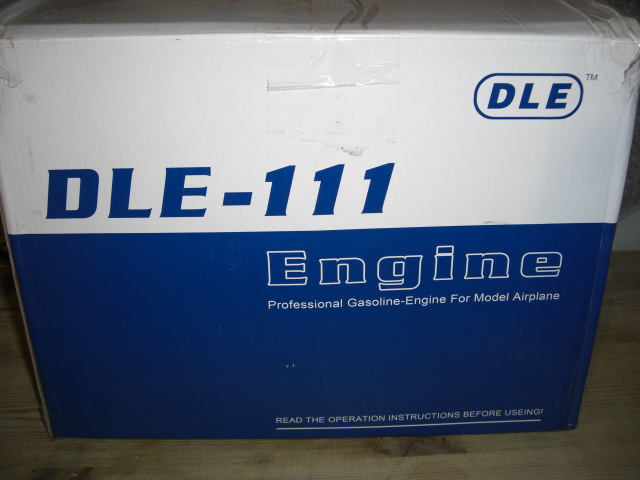 DLE TM
DLE-111
Engine
Professional Gasoline-Engine For Model Airplane
READ THE OPERATION INSTRUCTIONS BEFORE USEING!